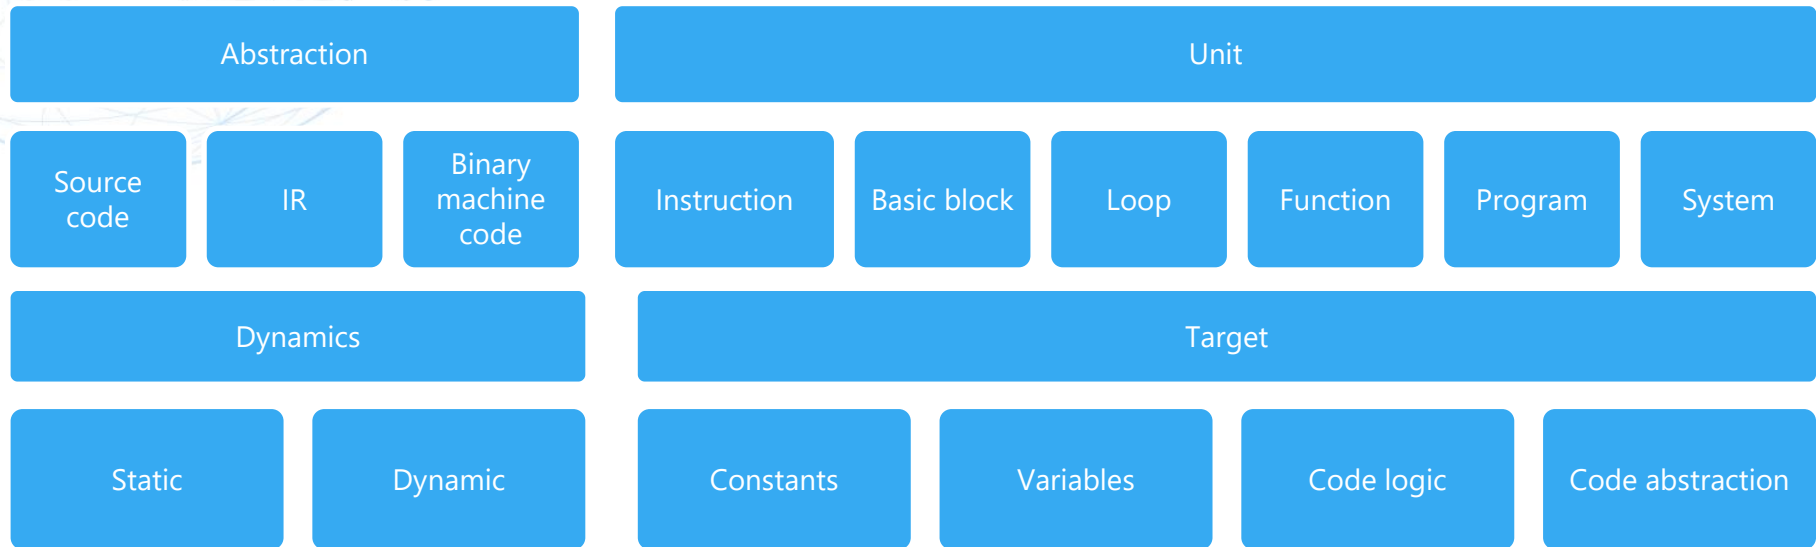 Abstraction
Unit
Source
code
IR
Binary
machine
code
Instruction
Basic block
Loop
Function
Program
System
Dynamics
Target
Static
Dynamic
Constants
Variables
Code logic
Code abstraction